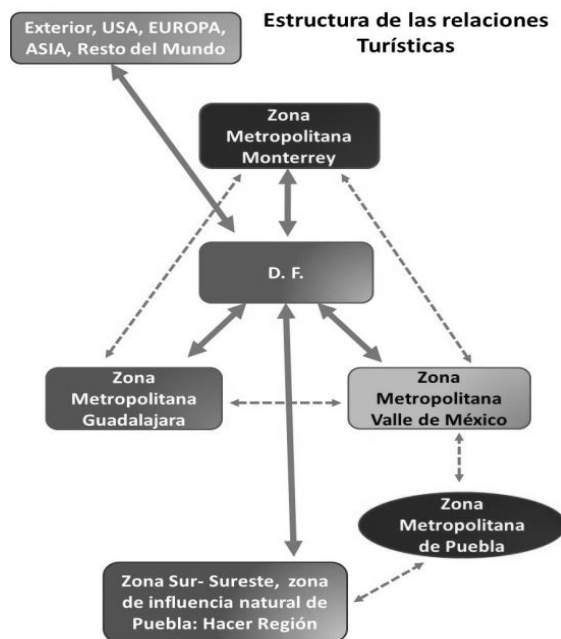 Estructura de las relaciones
Turísticas
Exterior, USA, EUROPA,
ASIA, Resto del Mundo
Zona
Metropolitana
Monterrey
D. F.
Zona
Metropolitana
Guadalajara
Zona
Metropolitana
Valle de México
Zona
Metropolitana
de Puebla
Zona Sur- Sureste, zona
de influencia natural de
Puebla: Hacer Región